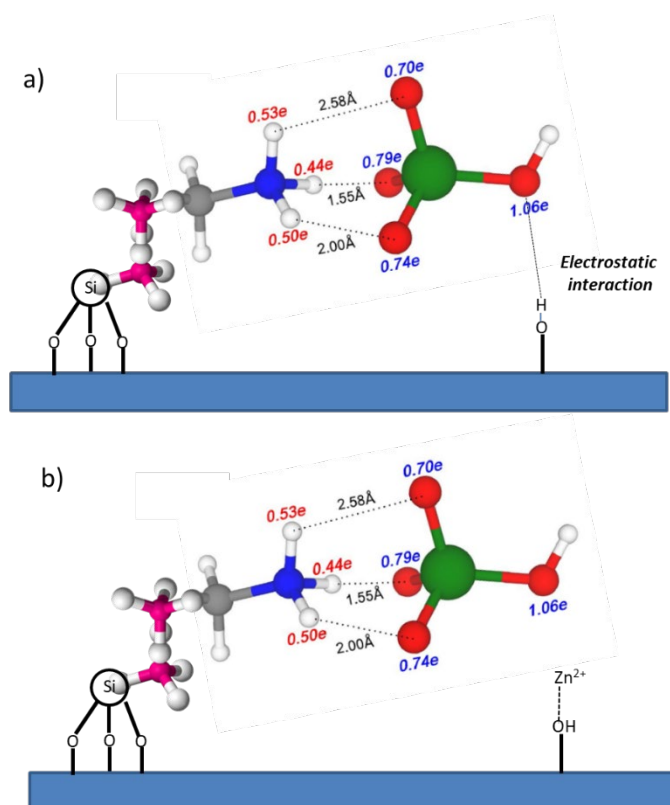 a)
0.70e
2.58Å
0.53e
0.79e
0.44e
1.55Å
1.06e
0.50e
2.00Å
0.74e
Electrostatic
interaction
Si
H
O
O
O
O
b)
0.70e
2.58Å
0.53e
0.79e
0.44e
1.55Å
1.06e
0.50e
2.00Å
0.74e
Zn²⁺
Si
OH
O
O
O